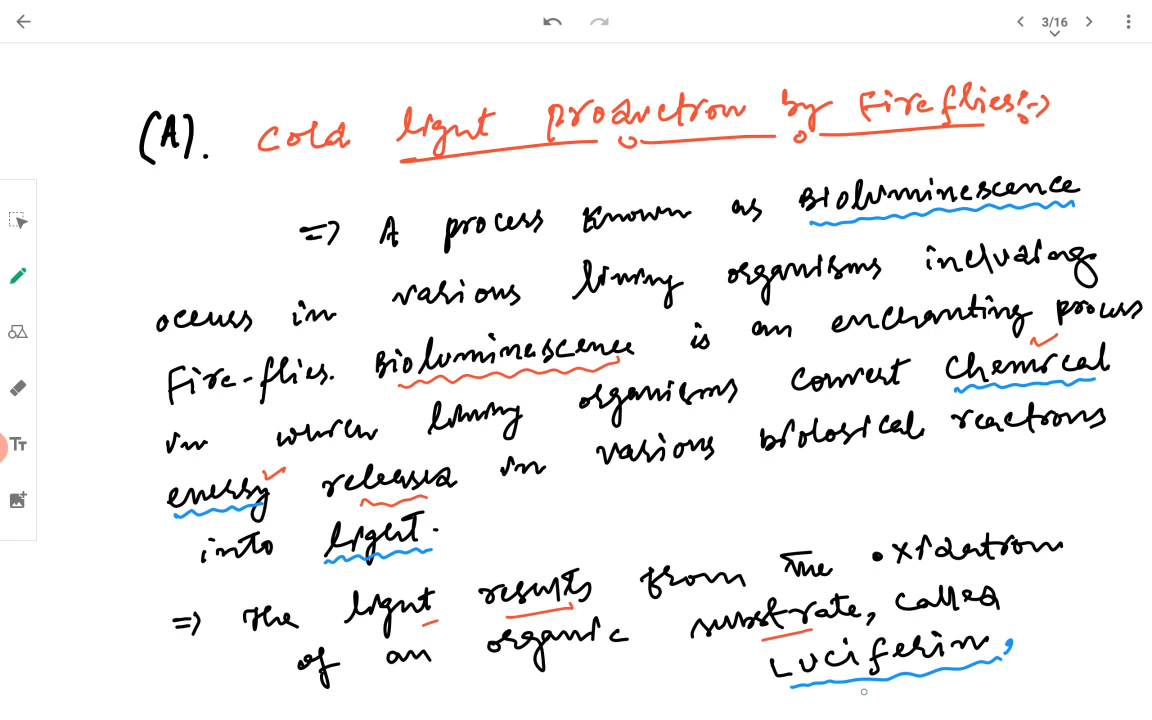 3/16
(A). Cold light production by Fireflies:->
=> A process known as Bioluminescence
occurs in various living organisms including
Fire-flies. Bioluminescence is an enchanting process
in which living organisms convert chemical
energy released in various biological reactions
into light.
=> The light results from the oxidation
of an organic substrate, called
Luciferin,
Tт